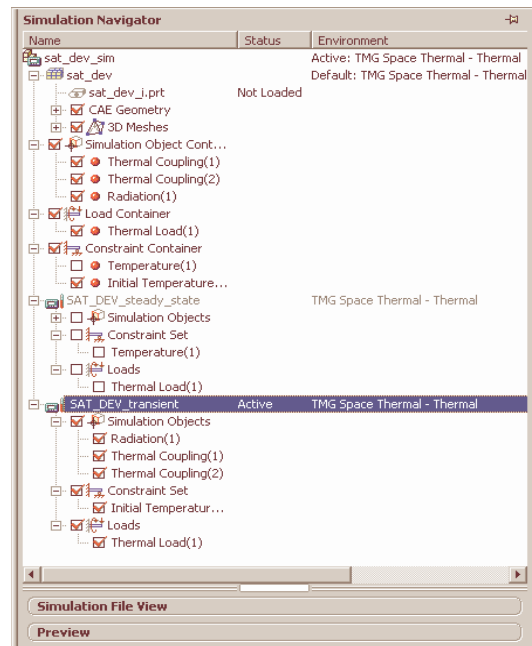 Simulation Navigator
Name Status Environment
sat_dev_sim Active: TMG Space Thermal - Thermal
sat_dev Default: TMG Space Thermal - Thermal
sat_dev_i.prt Not Loaded
CAE Geometry
3D Meshes
Simulation Object Cont...
Thermal Coupling(1)
Thermal Coupling(2)
Radiation(1)
Load Container
Thermal Load(1)
Constraint Container
Temperature(1)
Initial Temperature...
SAT_DEV_steady_state TMG Space Thermal - Thermal
Simulation Objects
Constraint Set
Temperature(1)
Loads
Thermal Load(1)
SAT_DEV_transient Active TMG Space Thermal - Thermal
Simulation Objects
Radiation(1)
Thermal Coupling(1)
Thermal Coupling(2)
Constraint Set
Initial Temperatur...
Loads
Thermal Load(1)
Simulation File View
Preview